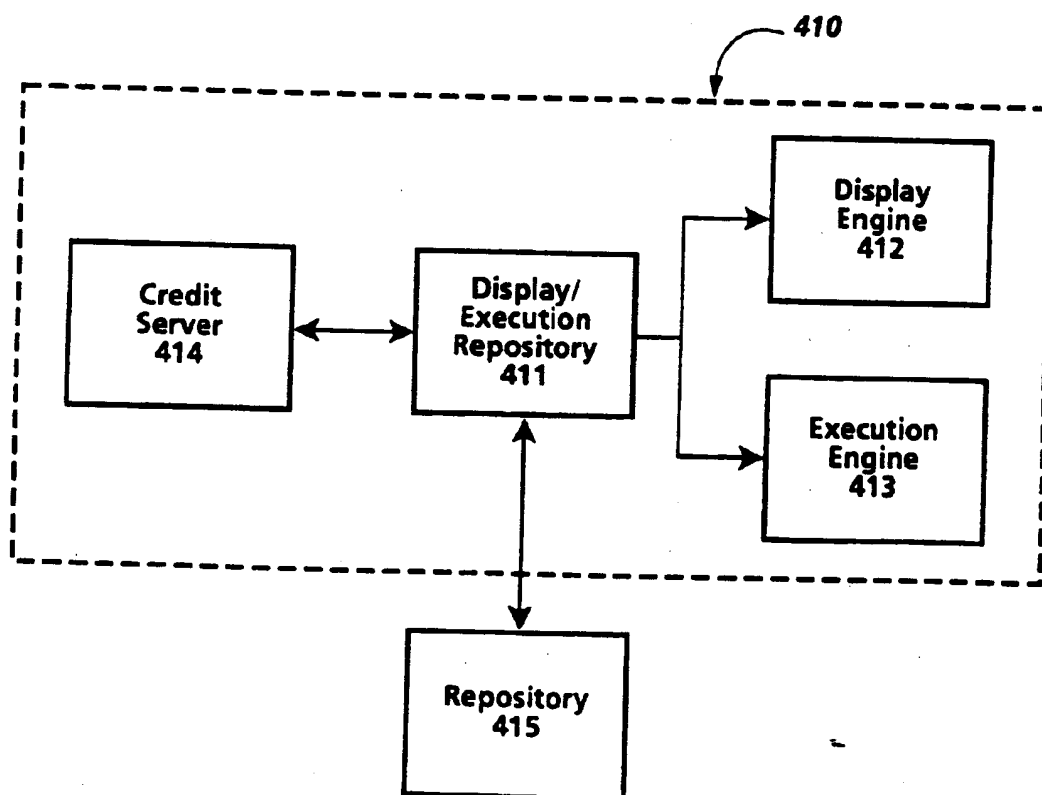 410
Display
Engine
412
Credit
Server
414
Display/
Execution
Repository
411
Execution
Engine
413
Repository
415